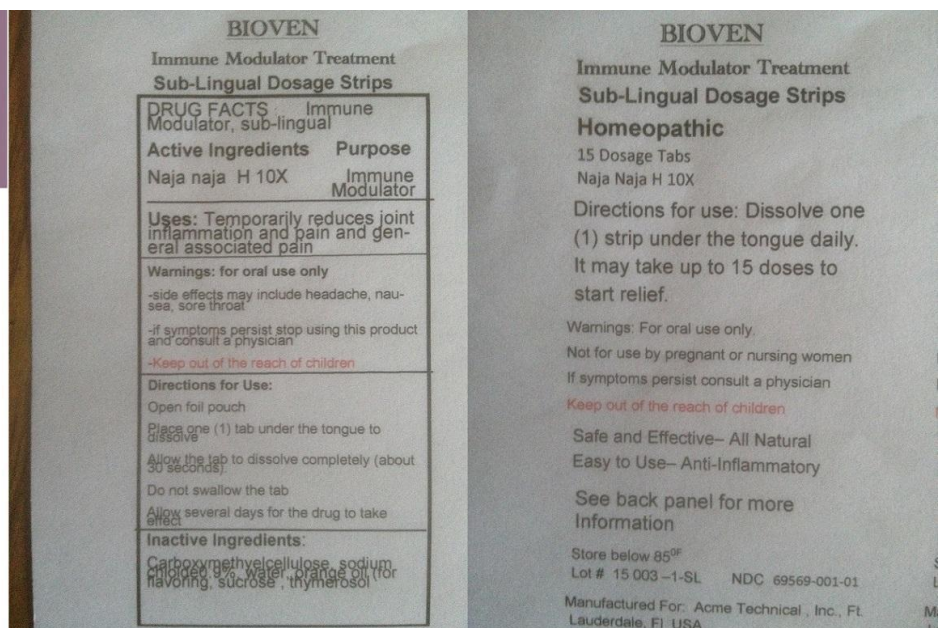 BIOVEN
Immune Modulator Treatment
Sub-Lingual Dosage Strips
DRUG FACTS : Immune
Modulator, sub-lingual
Active Ingredients Purpose
Naja naja H 10X Immune
Modulator
Uses: Temporarily reduces joint
inflammation and pain and gen-
eral associated pain
Warnings: for oral use only
-side effects may include headache, nau-
sea, sore throat
-if symptoms persist stop using this product
and consult a physician
-Keep out of the reach of children
Directions for Use:
Open foil pouch
Place one (1) tab under the tongue to
dissolve
Allow the tab to dissolve completely (about
30 seconds).
Do not swallow the tab
Allow several days for the drug to take
effect
Inactive Ingredients:
Carboxymethyelcellulose, sodium
water, orange oil (for
flavoring, sucrose , thymerosol
BIOVEN
Immune Modulator Treatment
Sub-Lingual Dosage Strips
Homeopathic
15 Dosage Tabs
Naja Naja H 10X
Directions for use: Dissolve one
(1) strip under the tongue daily.
It may take up to 15 doses to
start relief.
Warnings: For oral use only.
Not for use by pregnant or nursing women
If symptoms persist consult a physician
Keep out of the reach of children
Safe and Effective– All Natural
Easy to Use– Anti-Inflammatory
See back panel for more
Information
Store below 85⁰ᶠ
Lot # 15 003 –1-SL NDC 69569-001-01
Manufactured For: Acme Technical , Inc., Ft.
Lauderdale, Fl USA